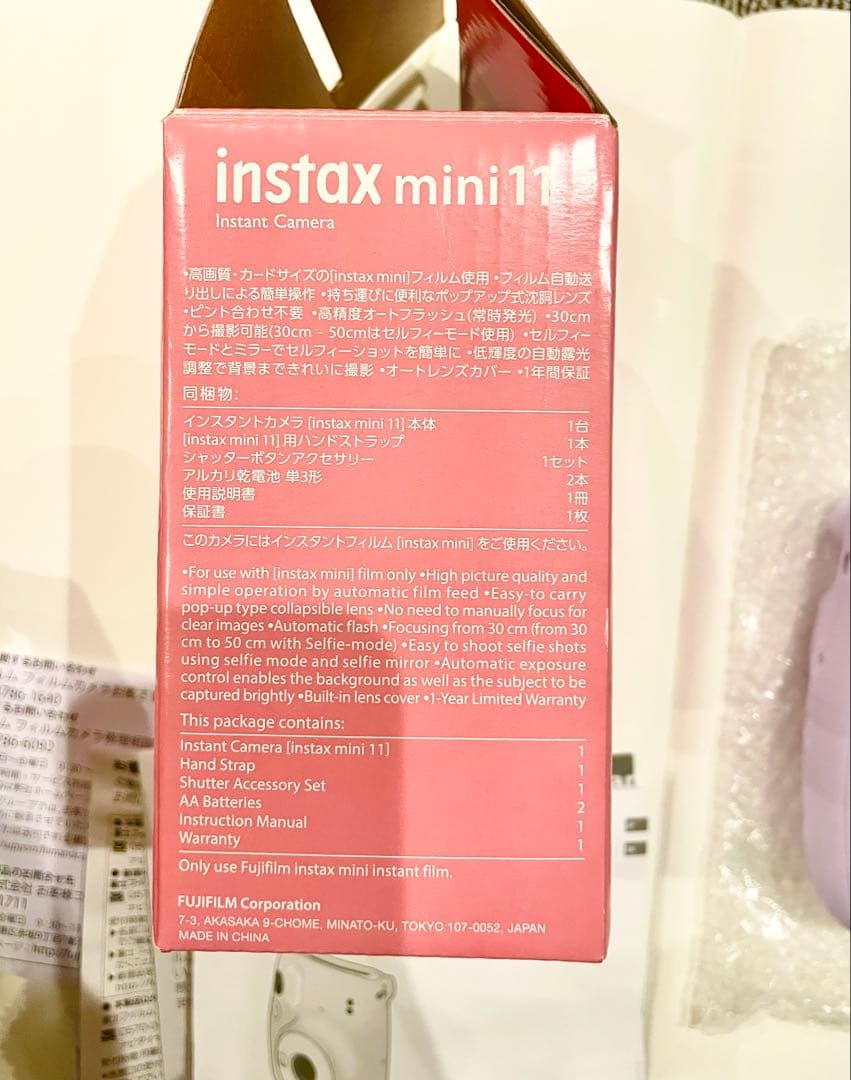 instax mini 11
Instant Camera
•高画質・カードサイズの[instax mini]フィルム使用 •フィルム自動送
り出しによる簡単操作 •持ち運びに便利なポップアップ式沈胴レンズ
•ピント合わせ不要 •高精度オートフラッシュ(常時発光) •30cm
から撮影可能(30cm - 50cmはセルフィーモード使用) •セルフィー
モードとミラーでセルフィーショットを簡単に •低輝度の自動露光
調整で背景まできれいに撮影 •オートレンズカバー •1年間保証
同梱物:
インスタントカメラ [instax mini 11] 本体 1台
[instax mini 11] 用ハンドストラップ 1本
シャッターボタンアクセサリー 1セット
アルカリ乾電池 単3形 2本
使用説明書 1冊
保証書 1枚
このカメラにはインスタントフィルム [instax mini] をご使用ください。
•For use with [instax mini] film only •High picture quality and
simple operation by automatic film feed •Easy-to carry
pop-up type collapsible lens •No need to manually focus for
clear images •Automatic flash •Focusing from 30 cm (from 30
cm to 50 cm with Selfie-mode) •Easy to shoot selfie shots
using selfie mode and selfie mirror •Automatic exposure
control enables the background as well as the subject to be
captured brightly •Built-in lens cover •1-Year Limited Warranty
This package contains:
Instant Camera [instax mini 11] 1
Hand Strap 1
Shutter Accessory Set 1
AA Batteries 2
Instruction Manual 1
Warranty 1
Only use Fujifilm instax mini instant film.
FUJIFILM Corporation
7-3, AKASAKA 9-CHOME, MINATO-KU, TOKYO 107-0052, JAPAN
MADE IN CHINA